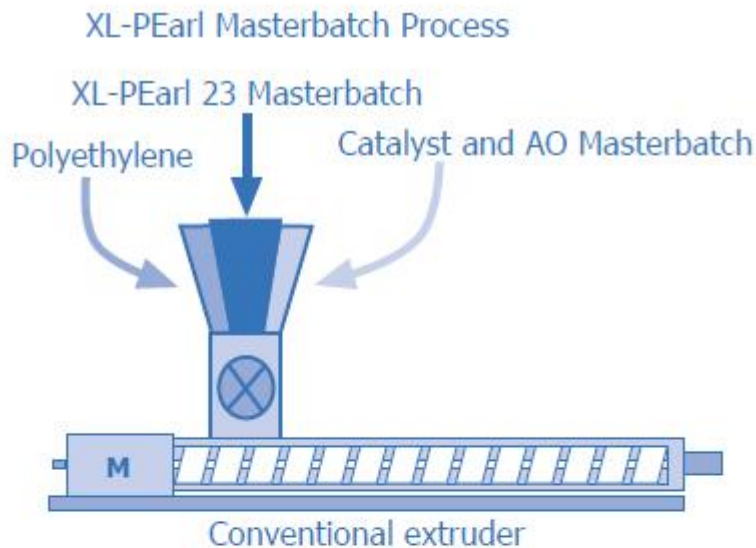 XL-PEarl Masterbatch Process
XL-PEarl 23 Masterbatch
Polyethylene
Catalyst and AO Masterbatch
M
Conventional extruder